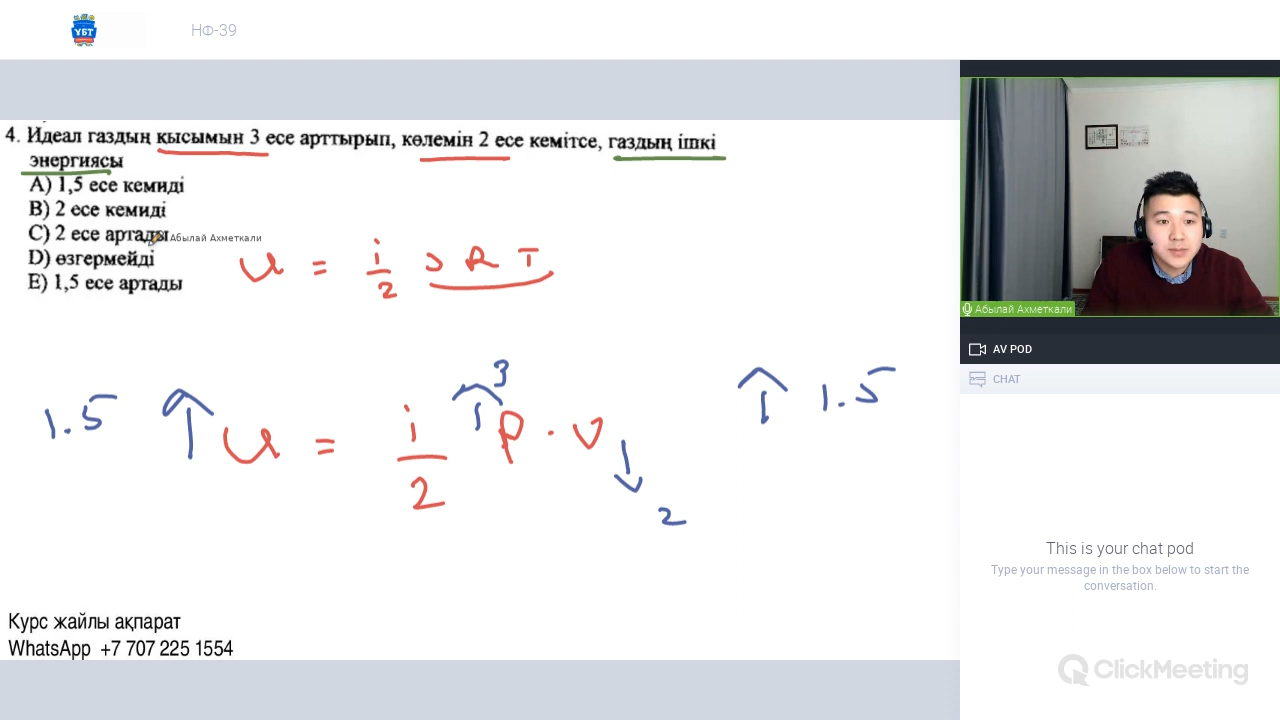 ҰБТ
НФ-39
4. Идеал газдың қысымын 3 есе арттырып, көлемін 2 есе кемітсе, газдың ішкі
энергиясы
A) 1,5 есе кемиді
B) 2 есе кемиді
C) 2 есе артады
D) өзгермейді
E) 1,5 есе артады
Абылай Ахметкали
U = i/2 υ R T
1.5 ↑ U = i/2 ↑ 3 P · V ↓ 2
↑ 1.5
Курс жайлы ақпарат
WhatsApp +7 707 225 1554
Абылай Ахметкали
AV POD
CHAT
This is your chat pod
Type your message in the box below to start the
conversation.
ClickMeeting